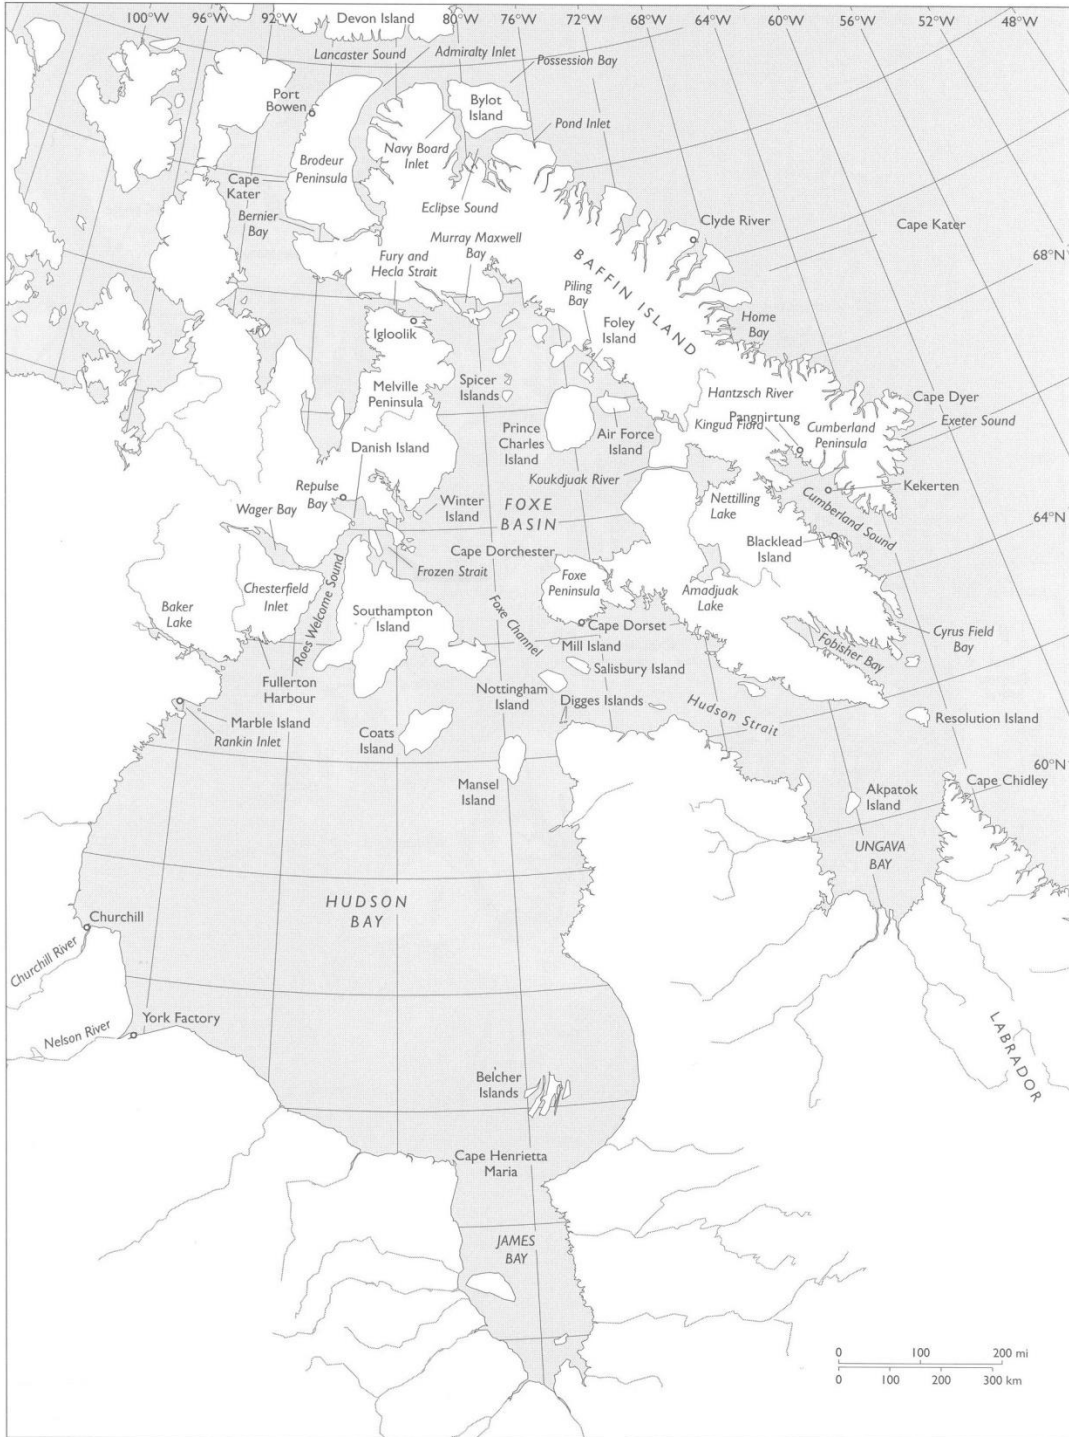 100°W
96°W
92°W
Devon Island
80°W
76°W
72°W
68°W
64°W
60°W
56°W
52°W
48°W
Lancaster Sound
Admiralty Inlet
Possession Bay
Port
Bowen
Bylot
Island
Pond Inlet
Navy Board
Inlet
Brodeur
Peninsula
Cape
Kater
Eclipse Sound
Bernier
Bay
Clyde River
Cape Kater
Murray Maxwell
Bay
Fury and
Hecla Strait
68°N
BAFFIN ISLAND
Piling
Bay
Foley
Island
Home
Bay
Igloolik
Melville
Peninsula
Spicer
Islands
Hantzsch River
Cape Dyer
Pangnirtung
Exeter Sound
Kingua Fiord
Cumberland
Peninsula
Prince
Charles
Island
Air Force
Island
Danish Island
Koukdjuak River
Kekerten
Repulse
Bay
Winter
Island
FOXE
BASIN
Nettilling
Lake
Cumberland Sound
Wager Bay
64°N
Blacklead
Island
Cape Dorchester
Frozen Strait
Foxe
Peninsula
Amadjuak
Lake
Chesterfield
Inlet
Roes Welcome Sound
Baker
Lake
Southampton
Island
Foxe Channel
Cape Dorset
Cyrus Field
Bay
Mill Island
Fobisher Bay
Salisbury Island
Fullerton
Harbour
Nottingham
Island
Digges Islands
Hudson Strait
Marble Island
Rankin Inlet
Resolution Island
Coats
Island
60°N
Cape Chidley
Mansel
Island
Akpatok
Island
UNGAVA
BAY
HUDSON
BAY
Churchill
Churchill River
York Factory
Nelson River
LABRADOR
Belcher
Islands
Cape Henrietta
Maria
JAMES
BAY
0 100 200 mi
0 100 200 300 km